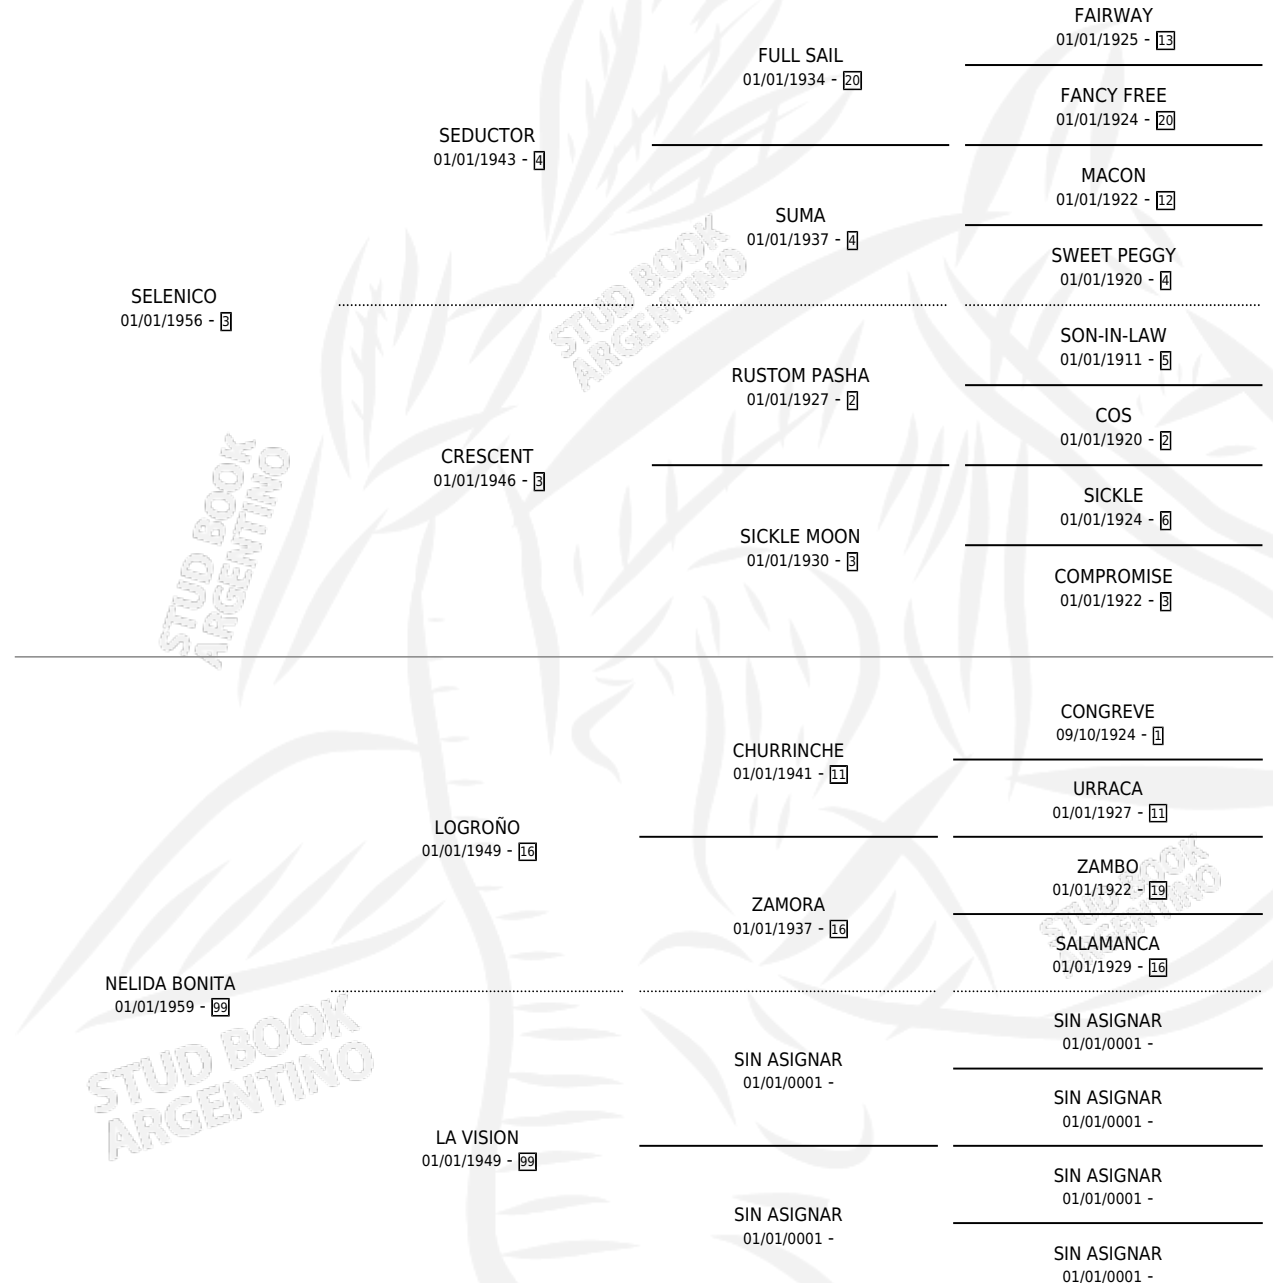 FAIRWAY
01/01/1925 - 13
FULL SAIL
01/01/1934 - 20
FANCY FREE
01/01/1924 - 20
SEDUCTOR
01/01/1943 - 4
MACON
01/01/1922 - 12
SUMA
01/01/1937 - 4
SWEET PEGGY
01/01/1920 - 4
SELENICO
01/01/1956 - 3
SON-IN-LAW
01/01/1911 - 5
RUSTOM PASHA
01/01/1927 - 2
COS
01/01/1920 - 2
CRESCENT
01/01/1946 - 3
SICKLE
01/01/1924 - 6
SICKLE MOON
01/01/1930 - 3
COMPROMISE
01/01/1922 - 3
STUD BOOK
ARGENTINO
STUD BOOK
ARGENTINO
CONGREVE
09/10/1924 - 1
CHURRINCHE
01/01/1941 - 11
URRACA
01/01/1927 - 11
LOGROÑO
01/01/1949 - 16
ZAMBO
01/01/1922 - 19
ZAMORA
01/01/1937 - 16
SALAMANCA
01/01/1929 - 16
STUD BOOK
ARGENTINO
NELIDA BONITA
01/01/1959 - 99
SIN ASIGNAR
01/01/0001 -
SIN ASIGNAR
01/01/0001 -
SIN ASIGNAR
01/01/0001 -
LA VISION
01/01/1949 - 99
SIN ASIGNAR
01/01/0001 -
SIN ASIGNAR
01/01/0001 -
SIN ASIGNAR
01/01/0001 -
STUD BOOK
ARGENTINO